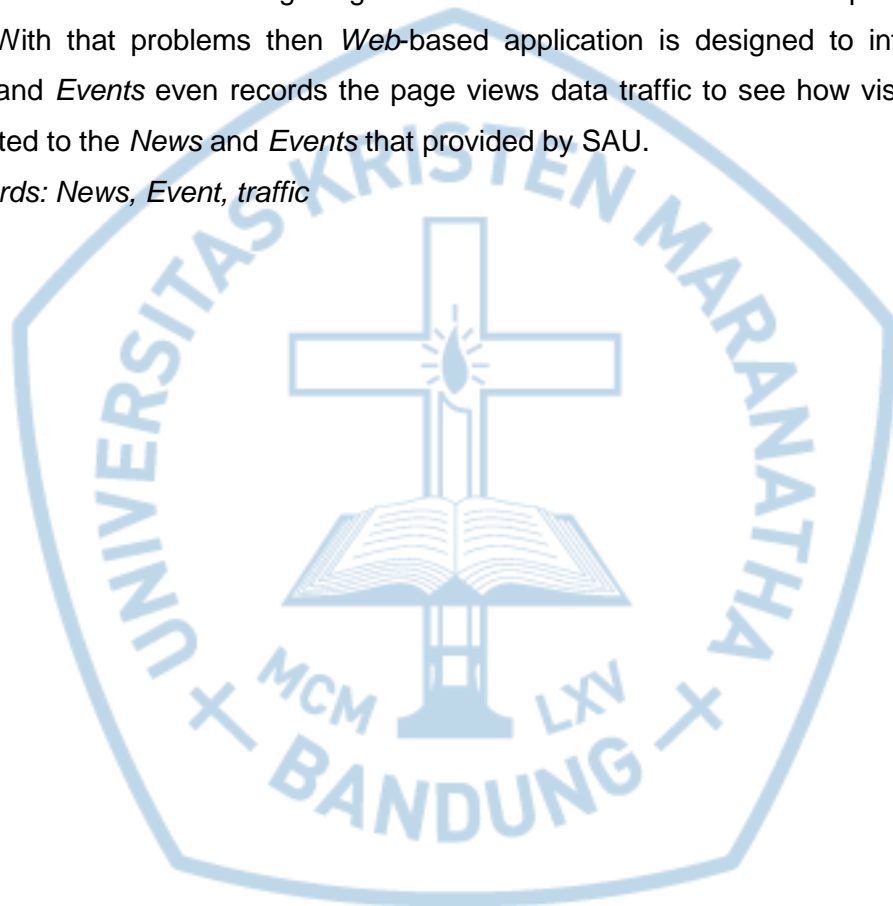 With that problems then Web-based application is designed to in
and Events even records the page views data traffic to see how vis
ted to the News and Events that provided by SAU.
rds: News, Event, traffic
UNIVERSITAS KRISTEN MARANATHA
MCM LXV
BANDUNG